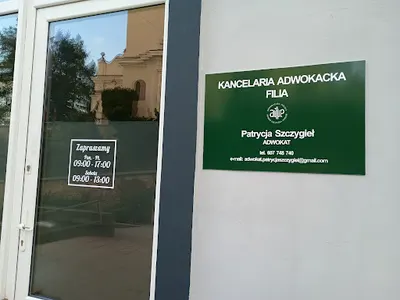 Zapraszamy
Pon. - Pt.
09:00 - 17:00
Sobota
09:00 - 13:00
KANCELARIA ADWOKACKA
FILIA
Patrycja Szczygieł
ADWOKAT
tel. 697 748 740
e-mail: adwokat.patrycjaszczygiel@gmail.com